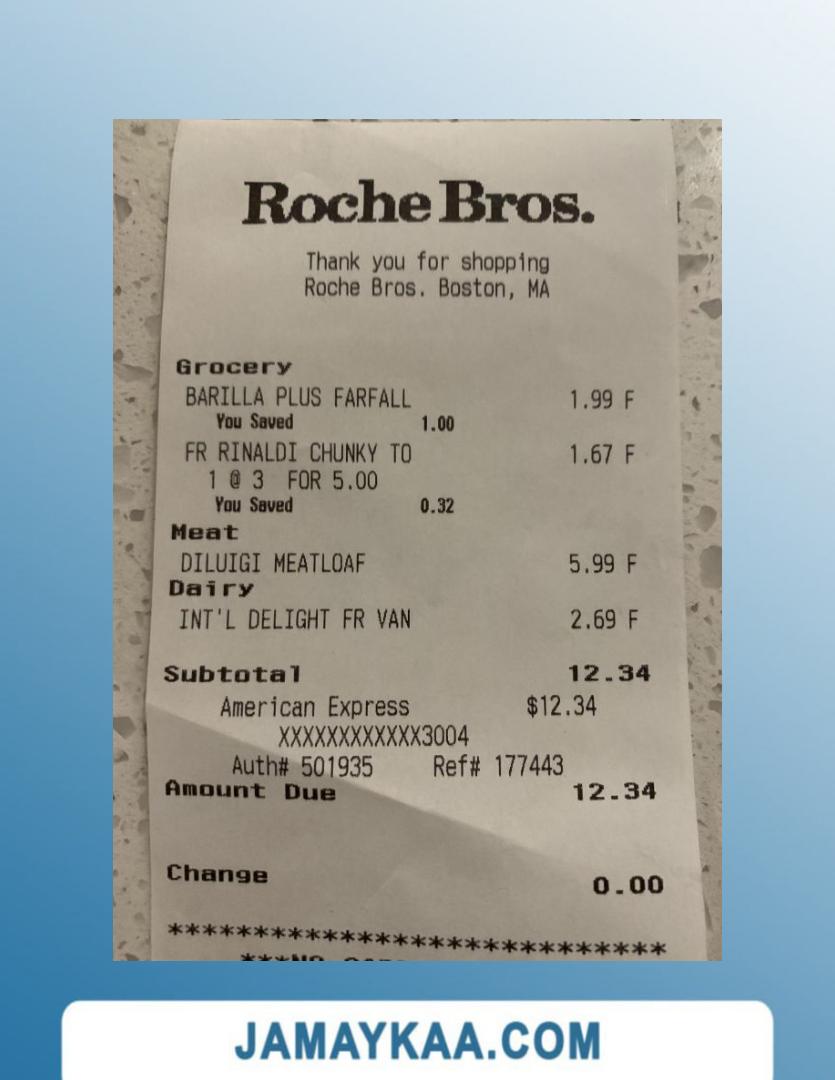 Roche Bros.
Thank you for shopping
Roche Bros. Boston, MA
Grocery
BARILLA PLUS FARFALL 1.99 F
You Saved 1.00
FR RINALDI CHUNKY TO 1.67 F
1 @ 3 FOR 5.00
You Saved 0.32
Meat
DILUIGI MEATLOAF 5.99 F
Dairy
INT'L DELIGHT FR VAN 2.69 F
Subtotal 12.34
American Express $12.34
XXXXXXXXXXXX3004
Auth# 501935 Ref# 177443
Amount Due 12.34
Change 0.00
******************************
JAMAYKAA.COM